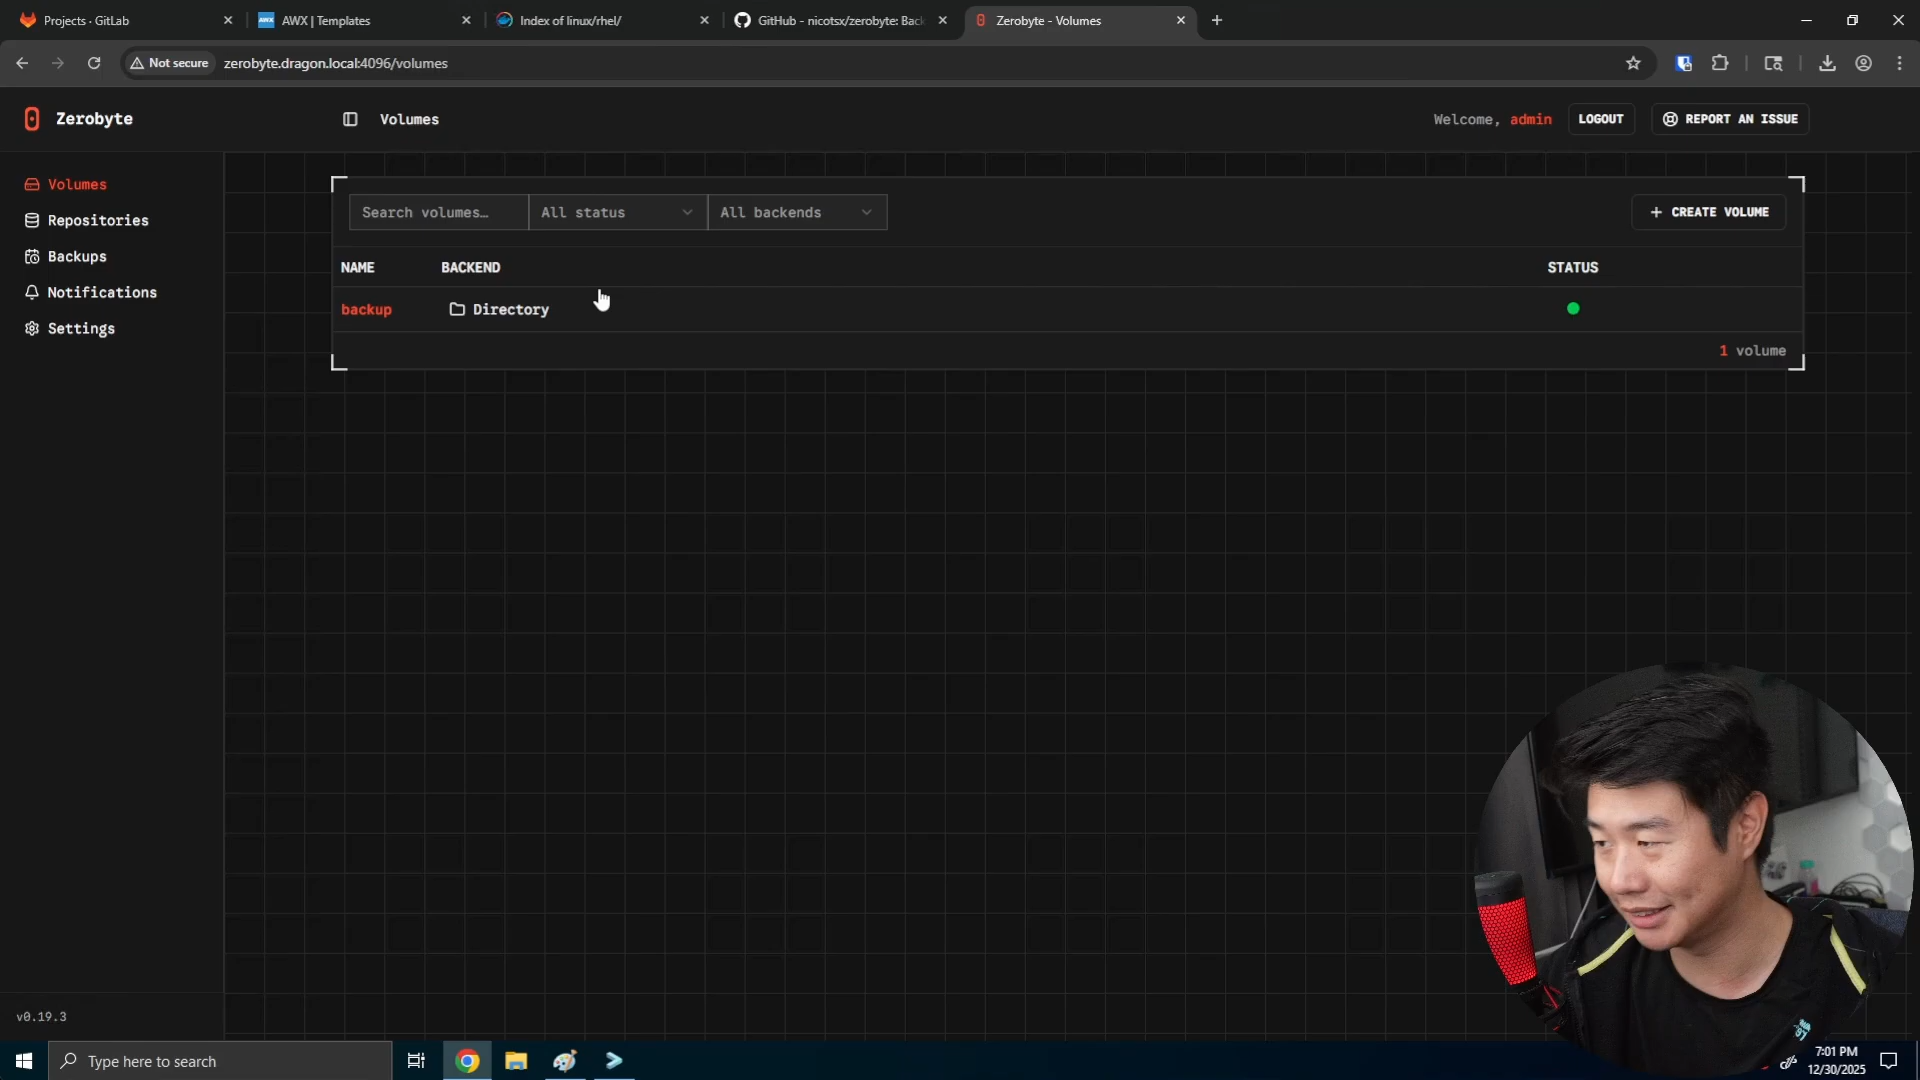 Projects · GitLab
AWX | Templates
Index of linux/rhel/
GitHub - nicotsx/zerobyte: Back
Zerobyte - Volumes
Not secure
zerobyte.dragon.local:4096/volumes
Zerobyte
Volumes
Welcome, admin
LOGOUT
REPORT AN ISSUE
Volumes
Repositories
Backups
Notifications
Settings
Search volumes…
All status
All backends
+ CREATE VOLUME
NAME
BACKEND
STATUS
backup
Directory
1 volume
v0.19.3
Type here to search
7:01 PM
12/30/2025